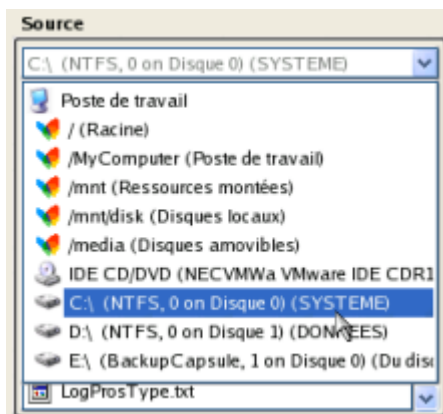 Source
C:\ (NTFS, 0 on Disque 0) (SYSTEME)
Poste de travail
/ (Racine)
/MyComputer (Poste de travail)
/mnt (Ressources montées)
/mnt/disk (Disques locaux)
/media (Disques amovibles)
IDE CD/DVD (NECVMWa VMware IDE CDR1
C:\ (NTFS, 0 on Disque 0) (SYSTEME)
D:\ (NTFS, 0 on Disque 1) (DONNEES)
E:\ (BackupCapsule, 1 on Disque 0) (Du disc
LogProsType.txt